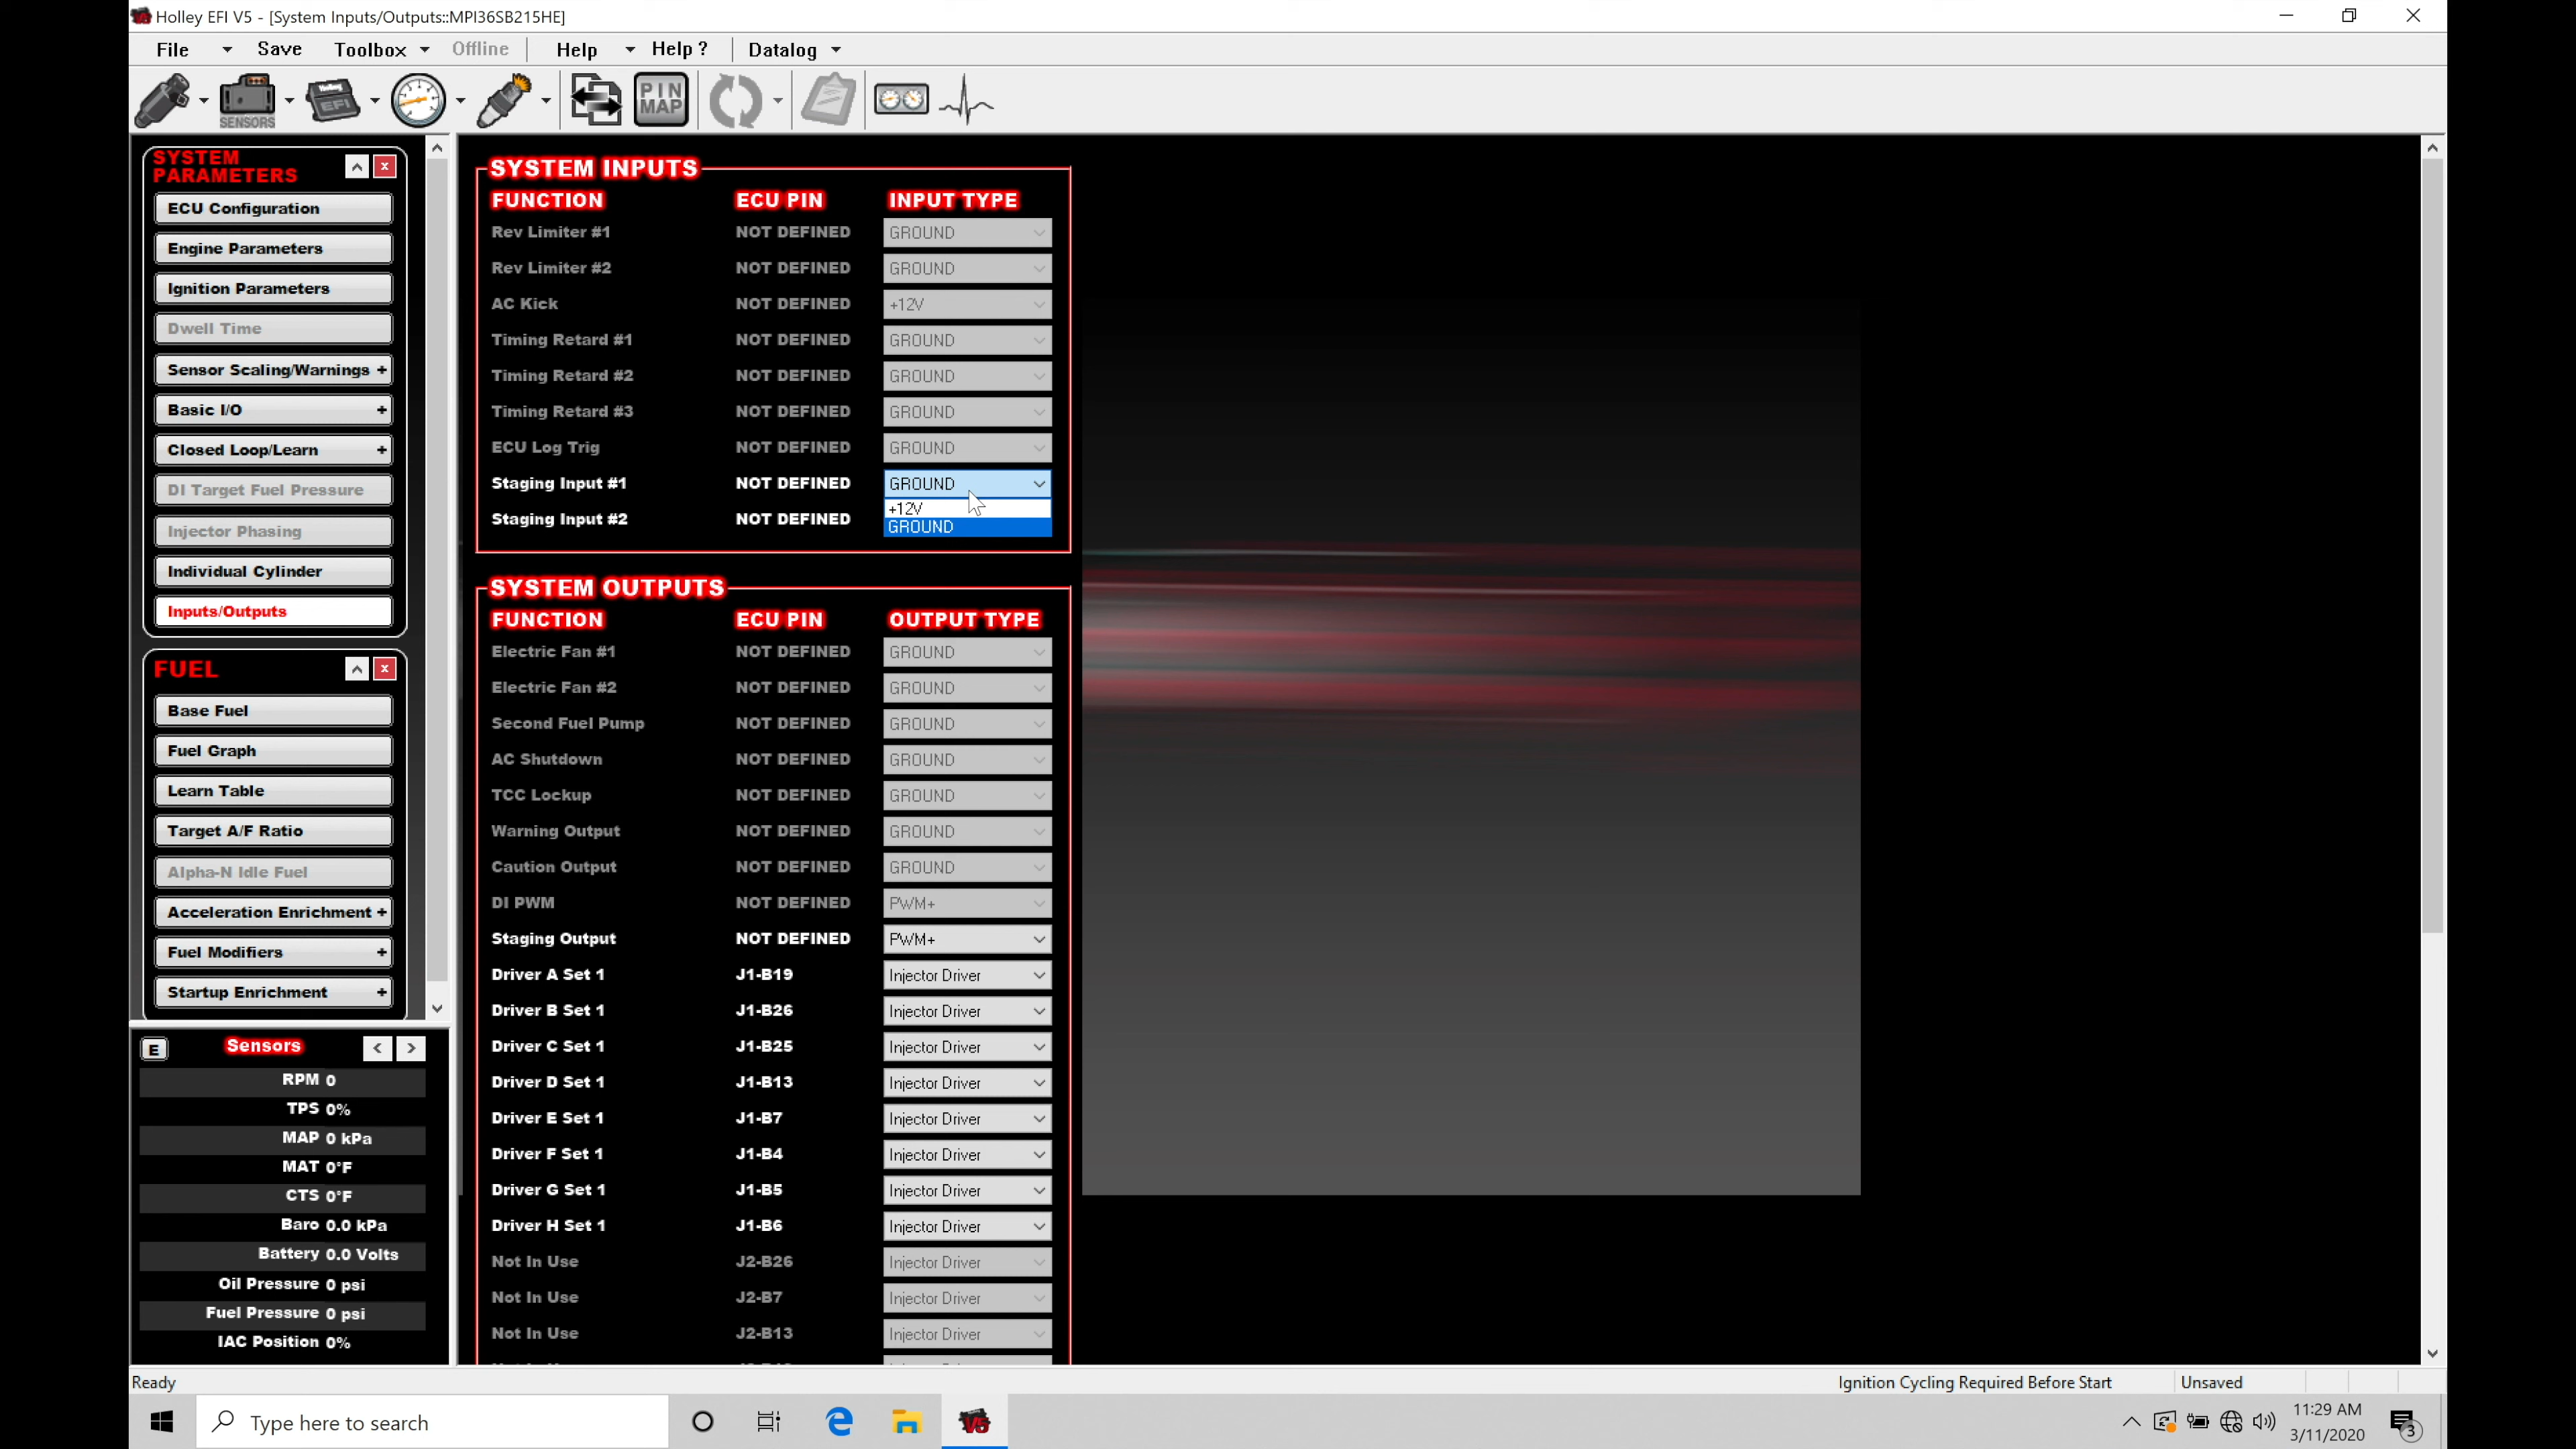 Holley EFI V5 - [System Inputs/Outputs::MPI36SB215HE]
File Save Toolbox Offline Help Help ? Datalog
SENSORS
Holley EFI
PIN MAP
SYSTEM PARAMETERS
ECU Configuration
Engine Parameters
Ignition Parameters
Dwell Time
Sensor Scaling/Warnings +
Basic I/O +
Closed Loop/Learn +
DI Target Fuel Pressure
Injector Phasing
Individual Cylinder
Inputs/Outputs
FUEL
Base Fuel
Fuel Graph
Learn Table
Target A/F Ratio
Alpha-N Idle Fuel
Acceleration Enrichment +
Fuel Modifiers +
Startup Enrichment +
E Sensors < >
RPM 0
TPS 0%
MAP 0 kPa
MAT 0°F
CTS 0°F
Baro 0.0 kPa
Battery 0.0 Volts
Oil Pressure 0 psi
Fuel Pressure 0 psi
IAC Position 0%
SYSTEM INPUTS
FUNCTION ECU PIN INPUT TYPE
Rev Limiter #1 NOT DEFINED GROUND
Rev Limiter #2 NOT DEFINED GROUND
AC Kick NOT DEFINED +12V
Timing Retard #1 NOT DEFINED GROUND
Timing Retard #2 NOT DEFINED GROUND
Timing Retard #3 NOT DEFINED GROUND
ECU Log Trig NOT DEFINED GROUND
Staging Input #1 NOT DEFINED GROUND
+12V
Staging Input #2 NOT DEFINED GROUND
SYSTEM OUTPUTS
FUNCTION ECU PIN OUTPUT TYPE
Electric Fan #1 NOT DEFINED GROUND
Electric Fan #2 NOT DEFINED GROUND
Second Fuel Pump NOT DEFINED GROUND
AC Shutdown NOT DEFINED GROUND
TCC Lockup NOT DEFINED GROUND
Warning Output NOT DEFINED GROUND
Caution Output NOT DEFINED GROUND
DI PWM NOT DEFINED PWM+
Staging Output NOT DEFINED PWM+
Driver A Set 1 J1-B19 Injector Driver
Driver B Set 1 J1-B26 Injector Driver
Driver C Set 1 J1-B25 Injector Driver
Driver D Set 1 J1-B13 Injector Driver
Driver E Set 1 J1-B7 Injector Driver
Driver F Set 1 J1-B4 Injector Driver
Driver G Set 1 J1-B5 Injector Driver
Driver H Set 1 J1-B6 Injector Driver
Not In Use J2-B26 Injector Driver
Not In Use J2-B7 Injector Driver
Not In Use J2-B13 Injector Driver
Ready Ignition Cycling Required Before Start Unsaved
Type here to search
V5
11:29 AM
3/11/2020
3